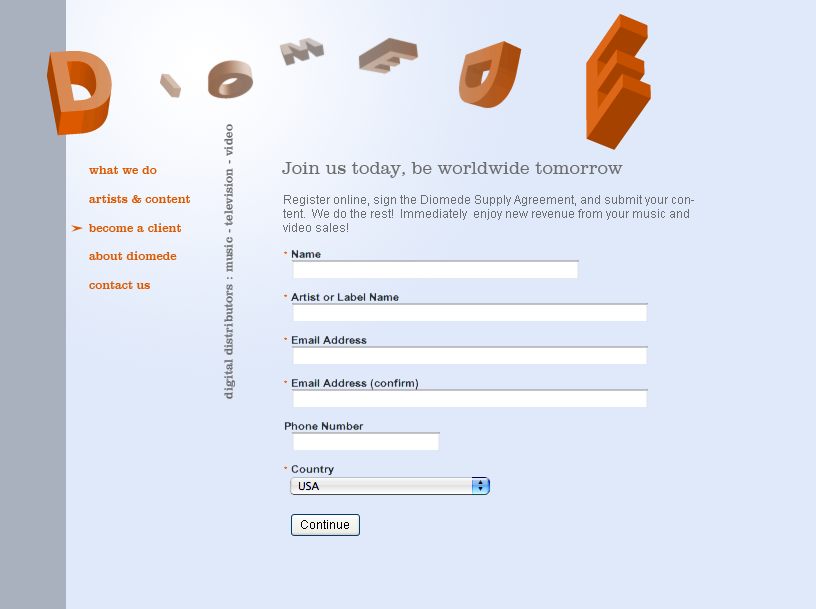 DIOMEDE
what we do
artists & content
become a client
about diomede
contact us
digital distributors : music - television - video
Join us today, be worldwide tomorrow
Register online, sign the Diomede Supply Agreement, and submit your con-
tent.  We do the rest!  Immediately  enjoy new revenue from your music and
video sales!
* Name
* Artist or Label Name
* Email Address
* Email Address (confirm)
Phone Number
* Country
USA
Continue